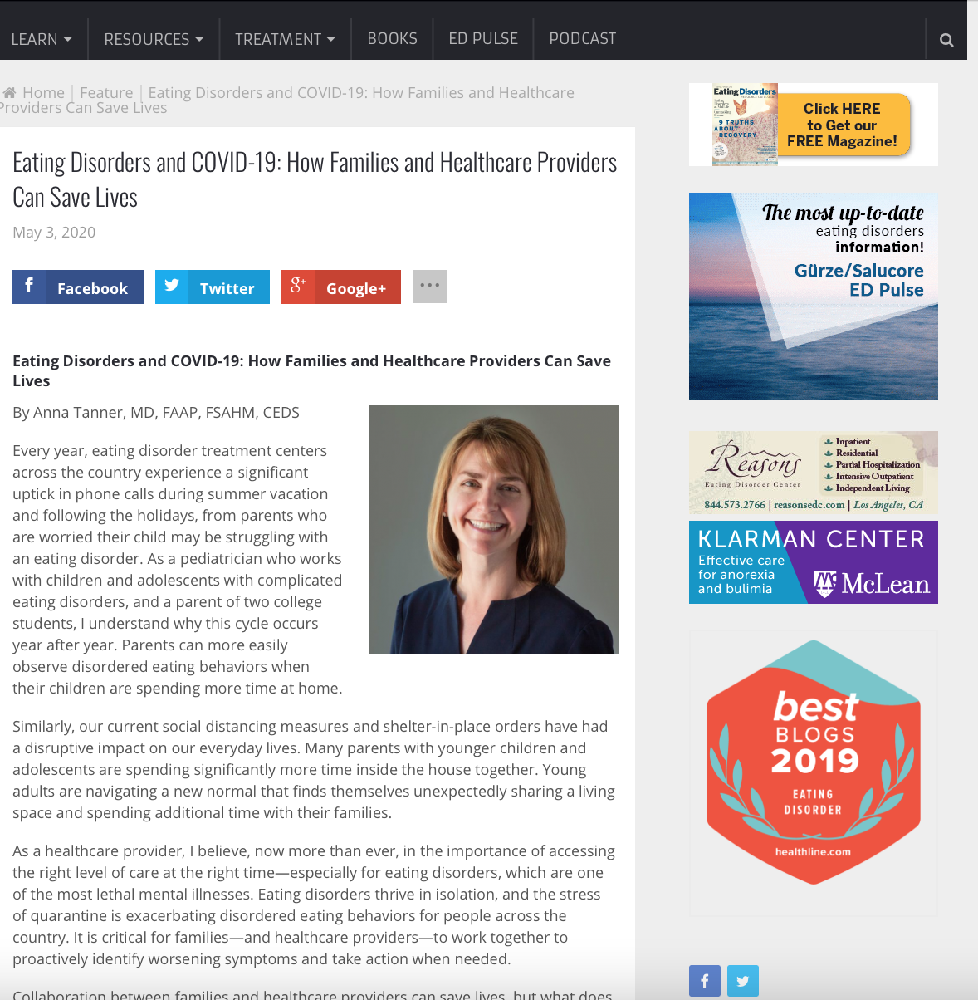 LEARN RESOURCES TREATMENT BOOKS ED PULSE PODCAST
Home Feature Eating Disorders and COVID-19: How Families and Healthcare
Providers Can Save Lives
Eating Disorders and COVID-19: How Families and Healthcare Providers
Can Save Lives
May 3, 2020
f Facebook Twitter g+ Google+ ...
Eating Disorders and COVID-19: How Families and Healthcare Providers Can Save
Lives
By Anna Tanner, MD, FAAP, FSAHM, CEDS
Every year, eating disorder treatment centers
across the country experience a significant
uptick in phone calls during summer vacation
and following the holidays, from parents who
are worried their child may be struggling with
an eating disorder. As a pediatrician who works
with children and adolescents with complicated
eating disorders, and a parent of two college
students, I understand why this cycle occurs
year after year. Parents can more easily
observe disordered eating behaviors when
their children are spending more time at home.
Similarly, our current social distancing measures and shelter-in-place orders have had
a disruptive impact on our everyday lives. Many parents with younger children and
adolescents are spending significantly more time inside the house together. Young
adults are navigating a new normal that finds themselves unexpectedly sharing a living
space and spending additional time with their families.
As a healthcare provider, I believe, now more than ever, in the importance of accessing
the right level of care at the right time—especially for eating disorders, which are one
of the most lethal mental illnesses. Eating disorders thrive in isolation, and the stress
of quarantine is exacerbating disordered eating behaviors for people across the
country. It is critical for families—and healthcare providers—to work together to
proactively identify worsening symptoms and take action when needed.
Collaboration between families and healthcare providers can save lives, but what does
Eating Disorders
9 TRUTHS
ABOUT
RECOVERY
Click HERE
to Get our
FREE Magazine!
The most up-to-date
eating disorders
information!
Gürze/Salucore
ED Pulse
Reasons
Eating Disorder Center
Inpatient
Residential
Partial Hospitalization
Intensive Outpatient
Independent Living
844.573.2766 | reasonsedc.com | Los Angeles, CA
KLARMAN CENTER
Effective care
for anorexia
and bulimia
McLean
best
BLOGS
2019
EATING
DISORDER
healthline.com
f